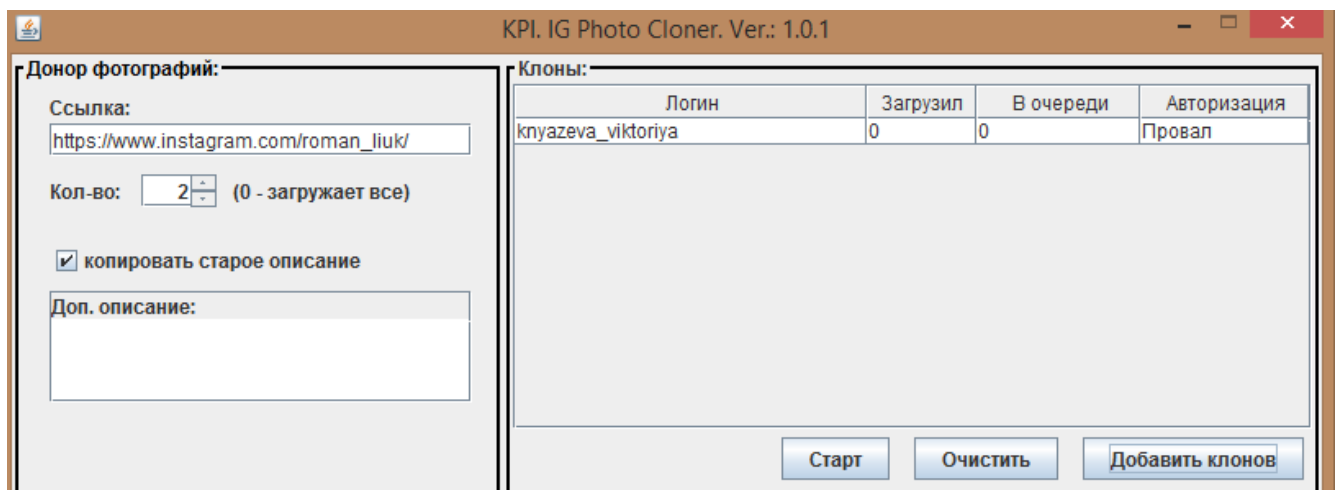 KPI. IG Photo Cloner. Ver.: 1.0.1
Донор фотографий:
Ссылка:
https://www.instagram.com/roman_liuk/
Кол-во: 2 (0 - загружает все)
копировать старое описание
Доп. описание:
Клоны:
Логин Загрузил В очереди Авторизация
knyazeva_viktoriya 0 0 Провал
Старт Очистить Добавить клонов